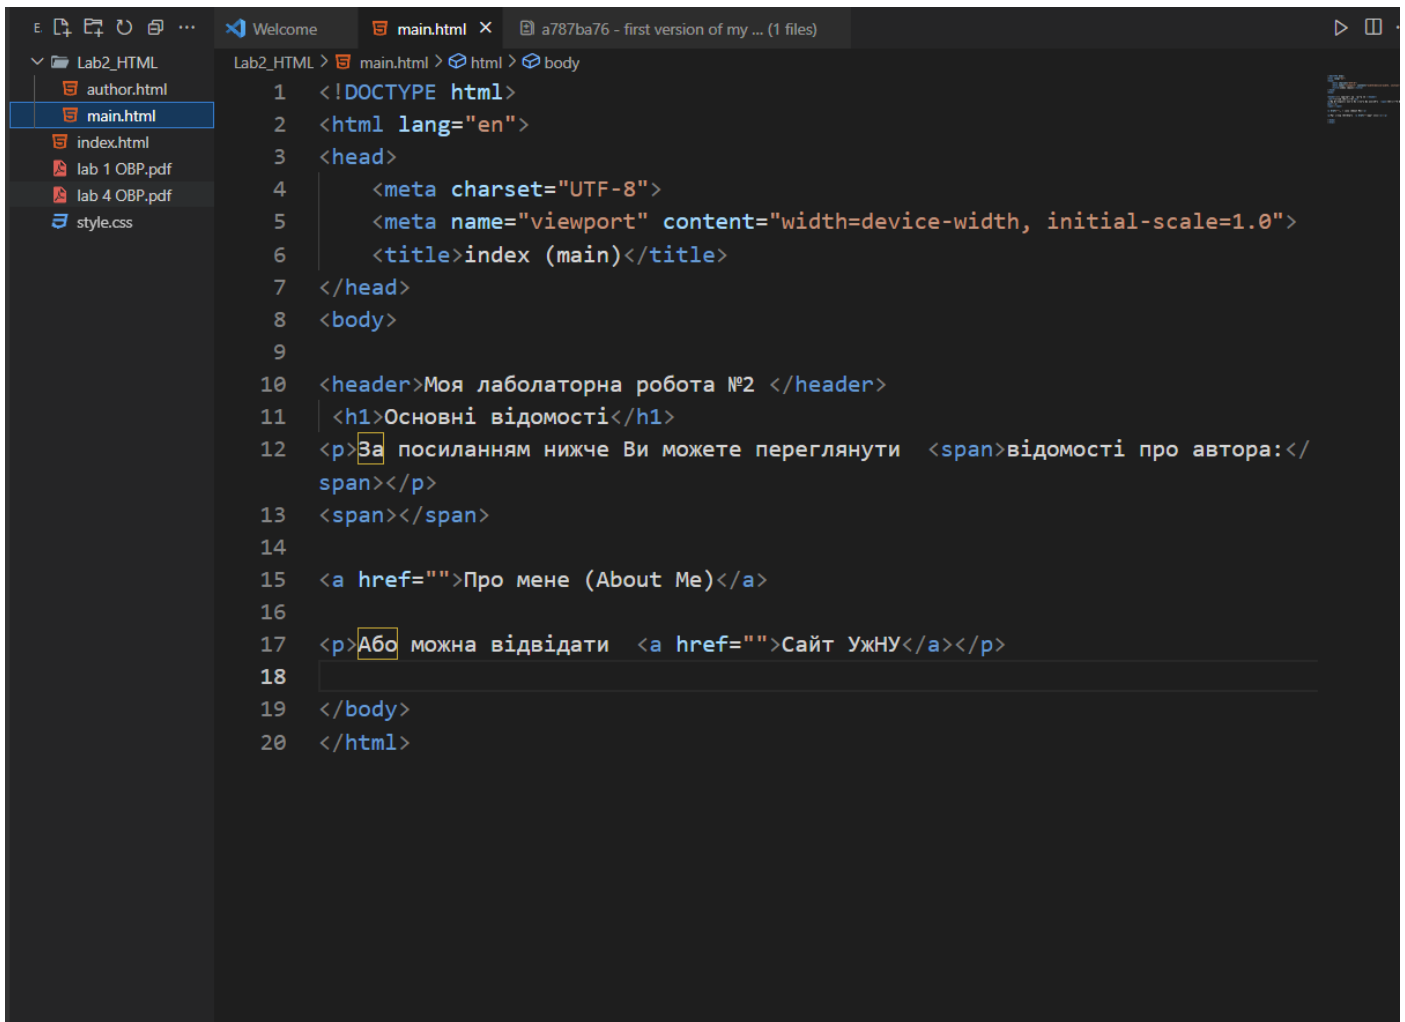 E
Welcome
main.html
a787ba76 - first version of my ... (1 files)
Lab2_HTML
author.html
main.html
index.html
lab 1 OBP.pdf
lab 4 OBP.pdf
style.css
Lab2_HTML > main.html > html > body
1 <!DOCTYPE html>
2 <html lang="en">
3 <head>
4 <meta charset="UTF-8">
5 <meta name="viewport" content="width=device-width, initial-scale=1.0">
6 <title>index (main)</title>
7 </head>
8 <body>
9
10 <header>Моя лаболаторна робота №2 </header>
11 <h1>Основні відомості</h1>
12 <p>За посиланням нижче Ви можете переглянути  <span>відомості про автора:</
span></p>
13 <span></span>
14
15 <a href="">Про мене (About Me)</a>
16
17 <p>Або можна відвідати  <a href="">Сайт УжНУ</a></p>
18
19 </body>
20 </html>